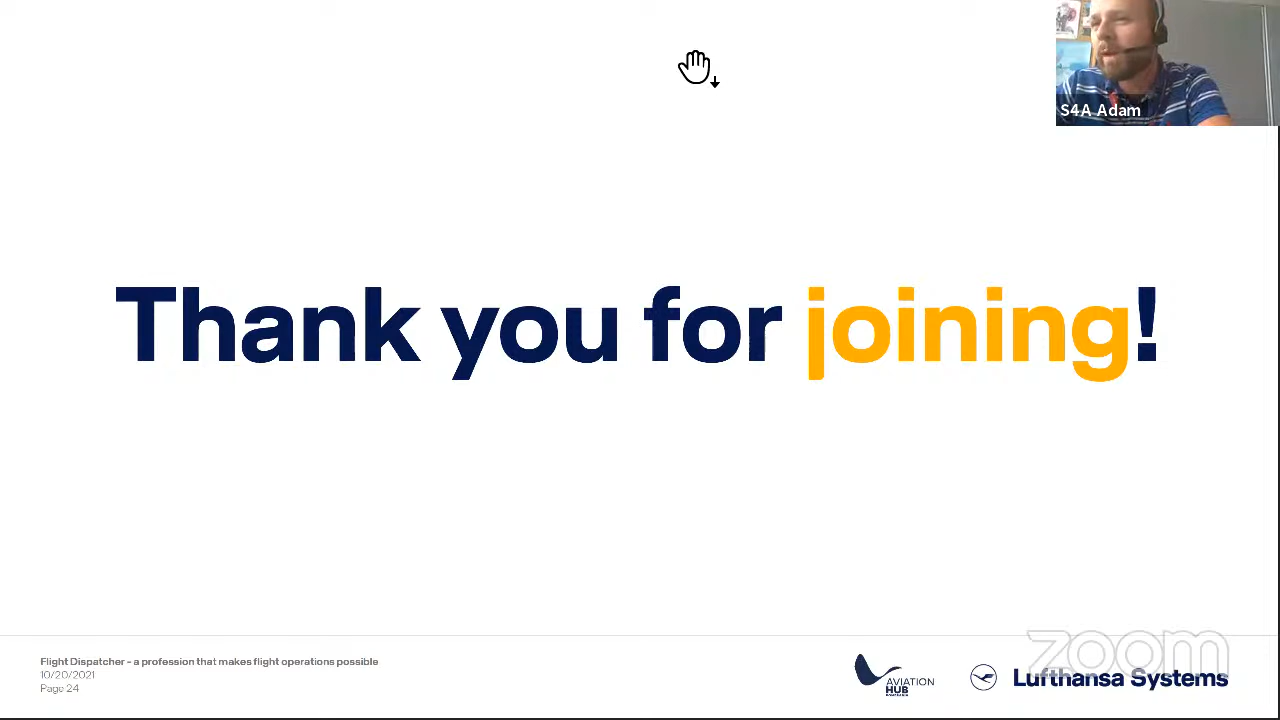 S4A Adam
Thank you for joining!
Flight Dispatcher - a profession that makes flight operations possible
10/20/2021
Page 24
AVIATION
HUB
zoom
Lufthansa Systems